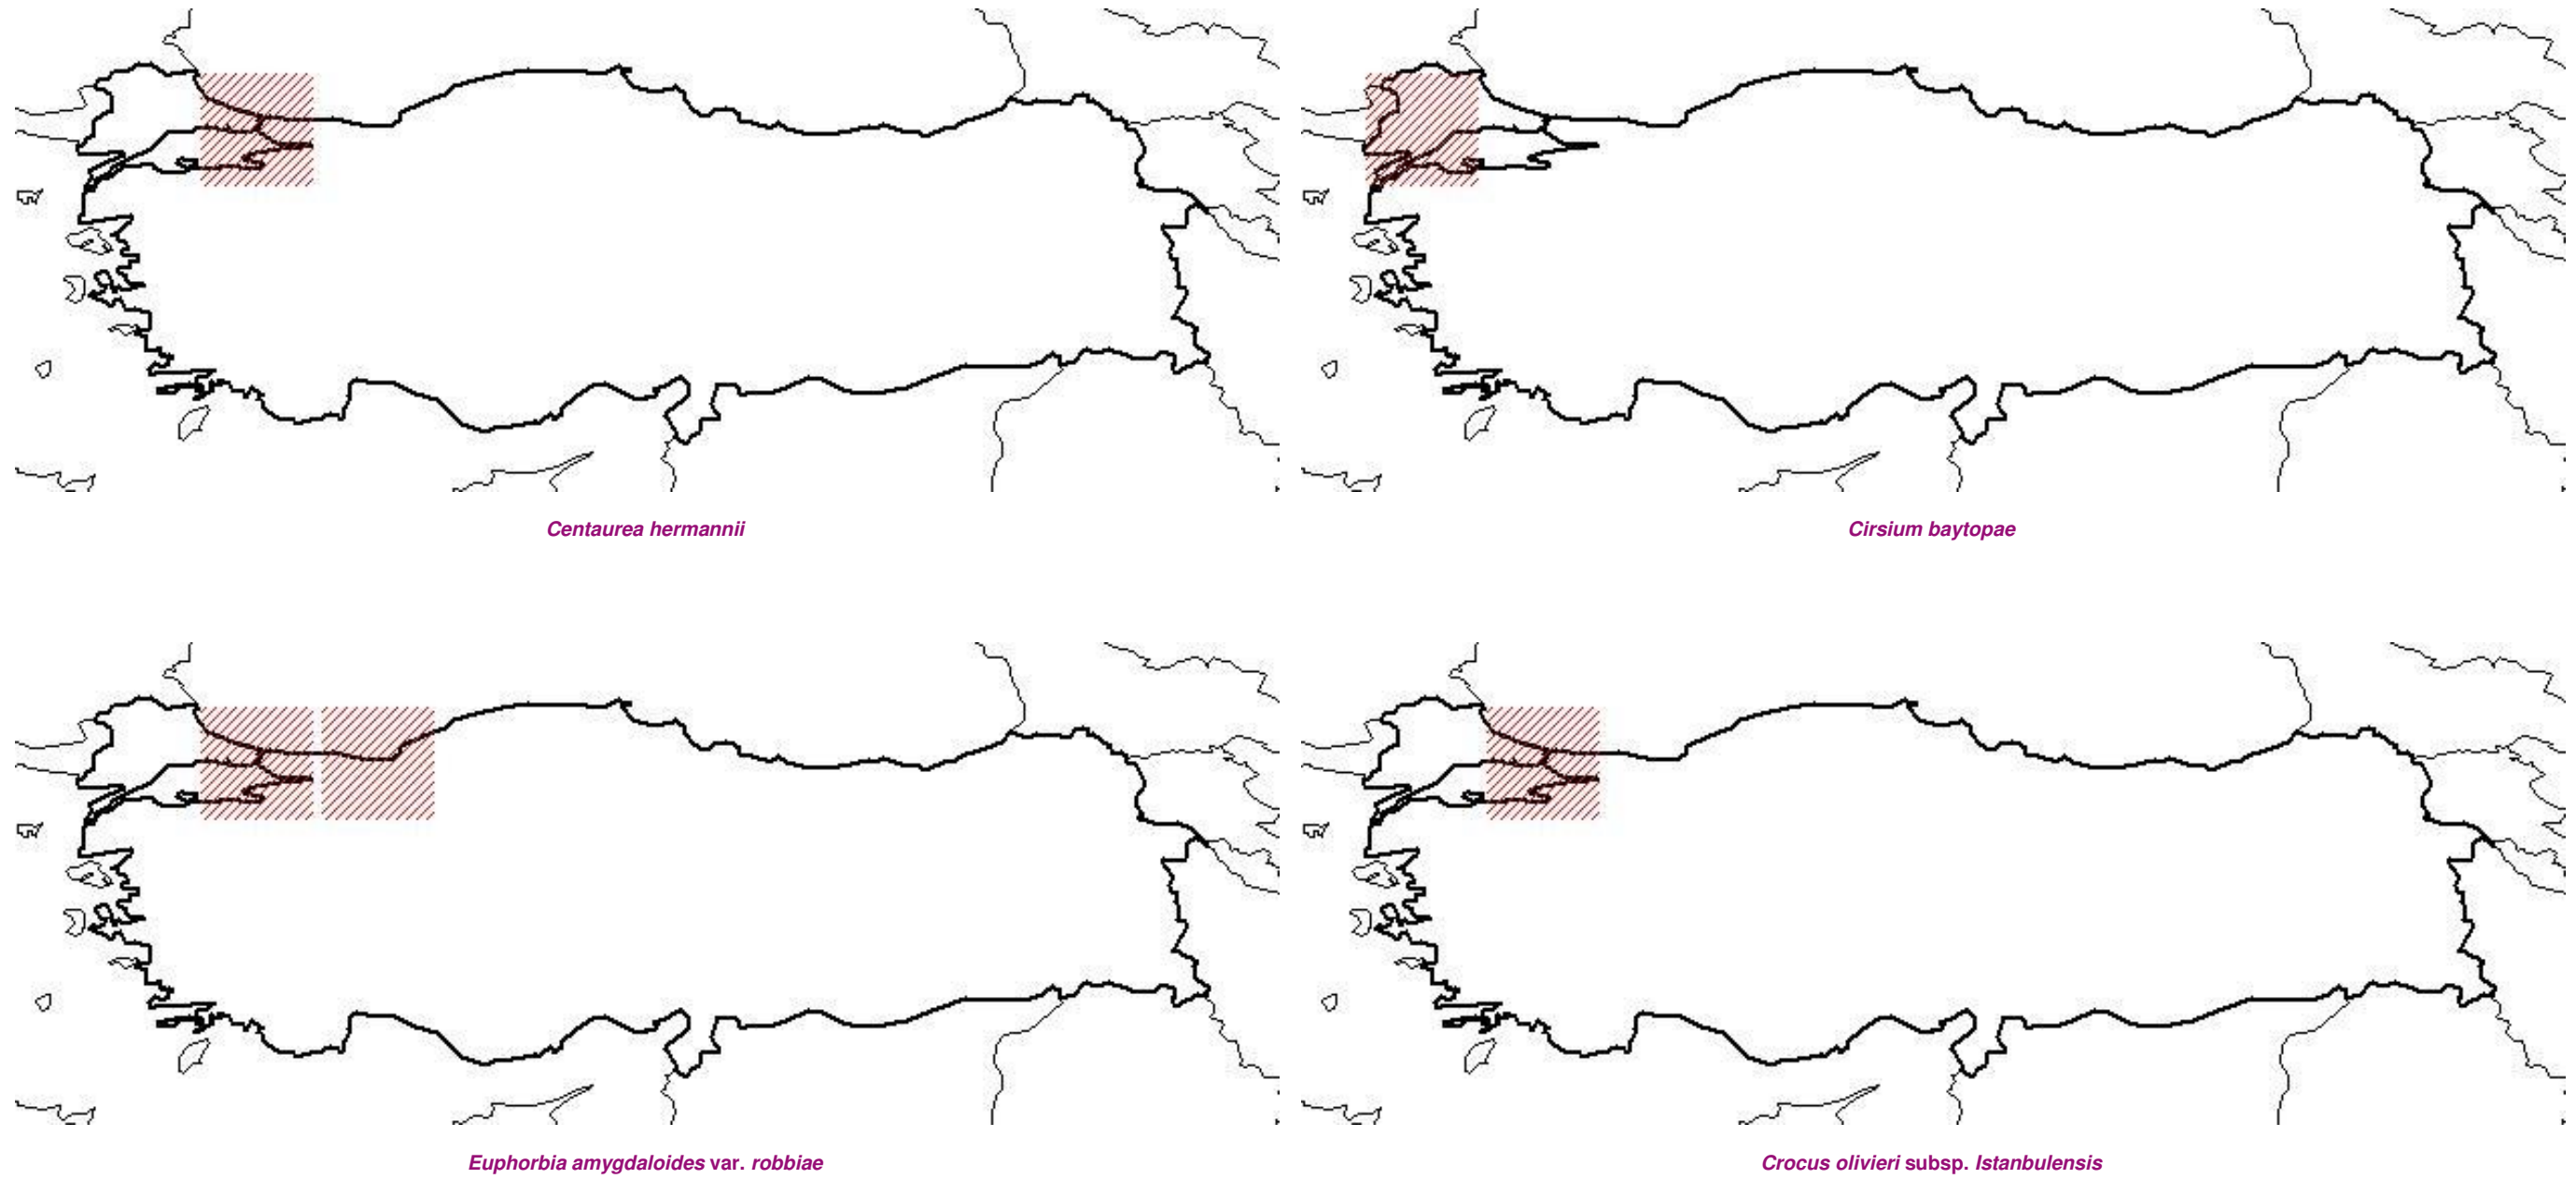 Centaurea hermannii
Cirsium baytopae
Euphorbia amygdaloides var. robbiae
Crocus olivieri subsp. Istanbulensis